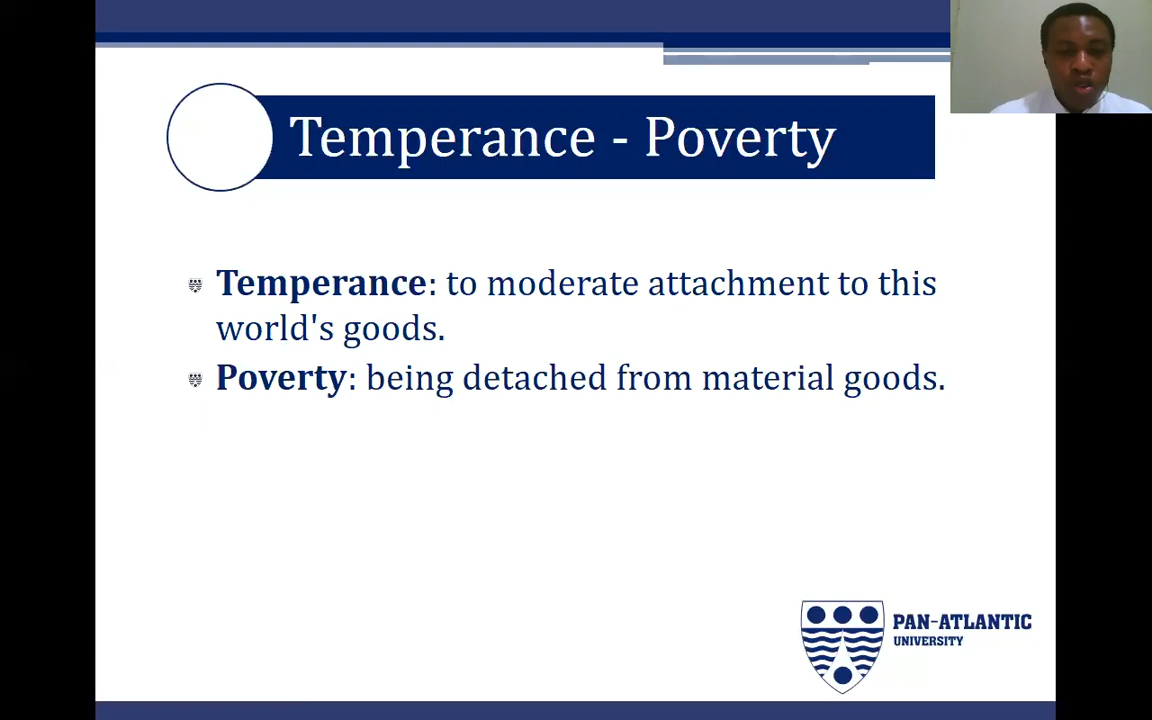 Temperance - Poverty
Temperance: to moderate attachment to this
world's goods.
Poverty: being detached from material goods.
PAN-ATLANTIC
UNIVERSITY